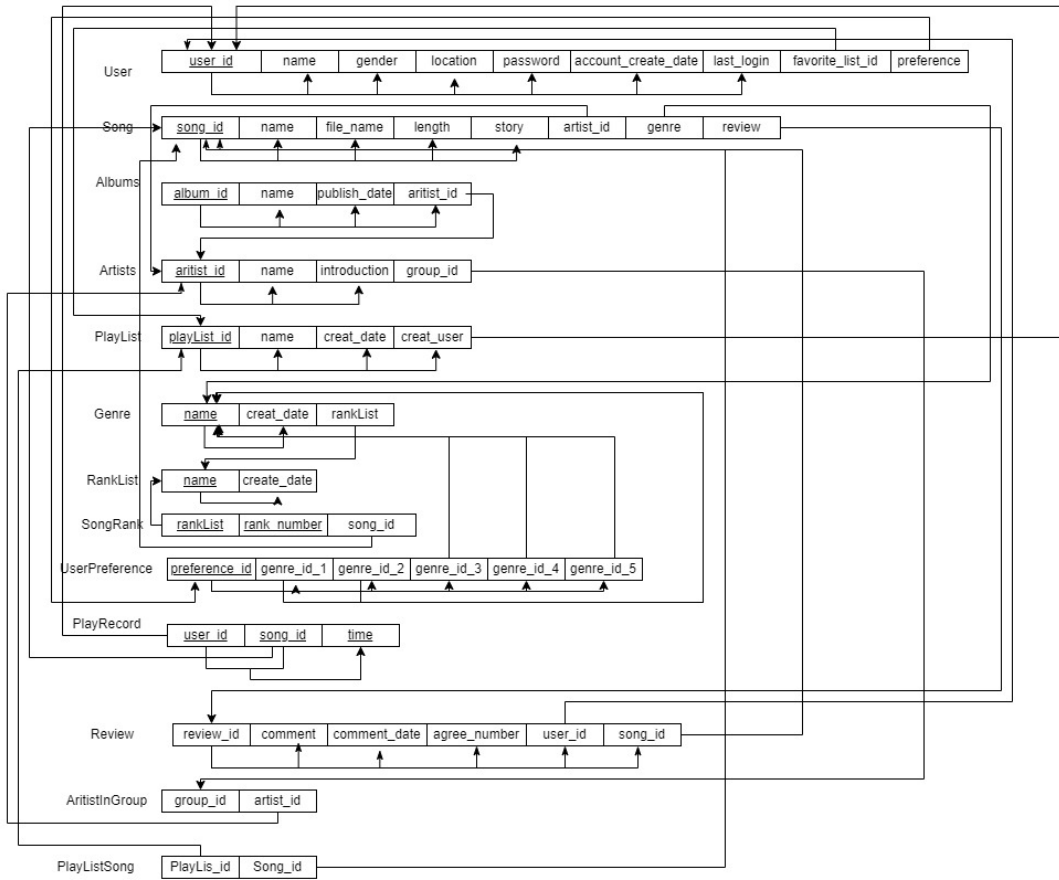 User
user_id name gender location password account_create_date last_login favorite_list_id preference
Song
song_id name file_name length story artist_id genre review
Albums
album_id name publish_date aritist_id
Artists
aritist_id name introduction group_id
PlayList
playList_id name creat_date creat_user
Genre
name creat_date rankList
RankList
name create_date
SongRank
rankList rank_number song_id
UserPreference
preference_id genre_id_1 genre_id_2 genre_id_3 genre_id_4 genre_id_5
PlayRecord
user_id song_id time
Review
review_id comment comment_date agree_number user_id song_id
AritistInGroup
group_id artist_id
PlayListSong
PlayLis_id Song_id